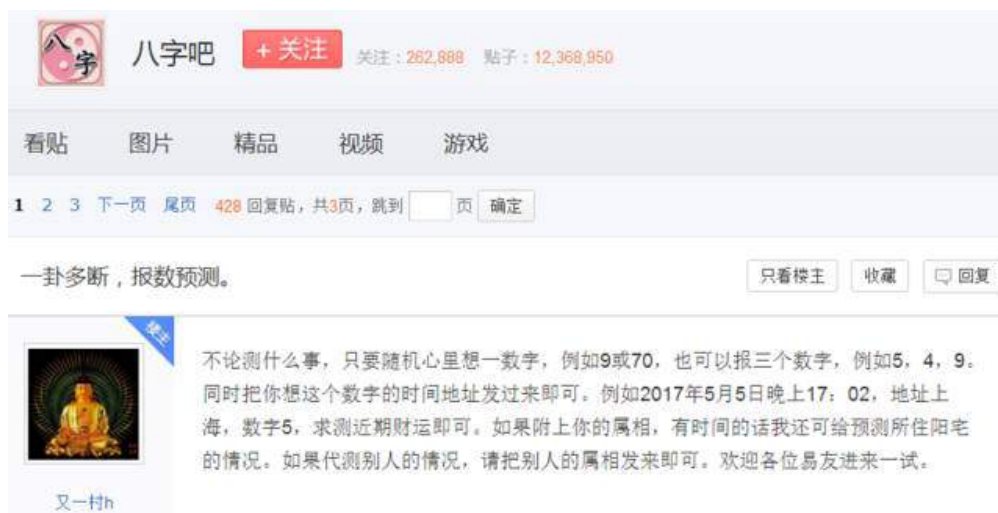 八字
八字吧 + 关注 关注：262,888 贴子：12,368,950
看贴 图片 精品 视频 游戏
1 2 3 下一页 尾页 428 回复贴，共3页，跳到 页 确定
一卦多断，报数预测。 只看楼主 收藏 回复
楼主
不论测什么事，只要随机心里想一数字，例如9或70，也可以报三个数字，例如5，4，9。
同时把你想这个数字的时间地址发过来即可。例如2017年5月5日晚上17：02，地址上
海，数字5，求测近期财运即可。如果附上你的属相，有时间的话我还可给预测所住阳宅
的情况。如果代测别人的情况，请把别人的属相发来即可。欢迎各位易友进来一试。
又一村h